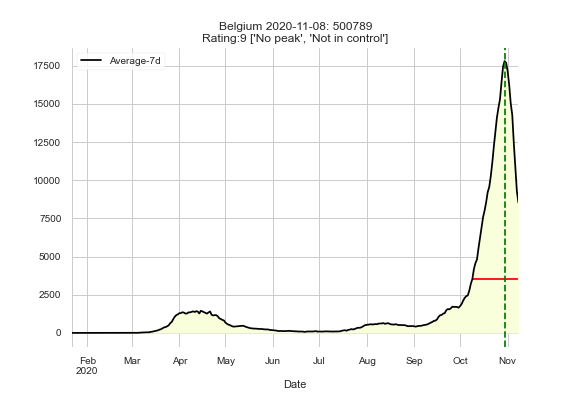 Belgium 2020-11-08: 500789
Rating:9 ['No peak', 'Not in control']
Average-7d
17500
15000
12500
10000
7500
5000
2500
0
Feb Mar Apr May Jun Jul Aug Sep Oct Nov
2020
Date